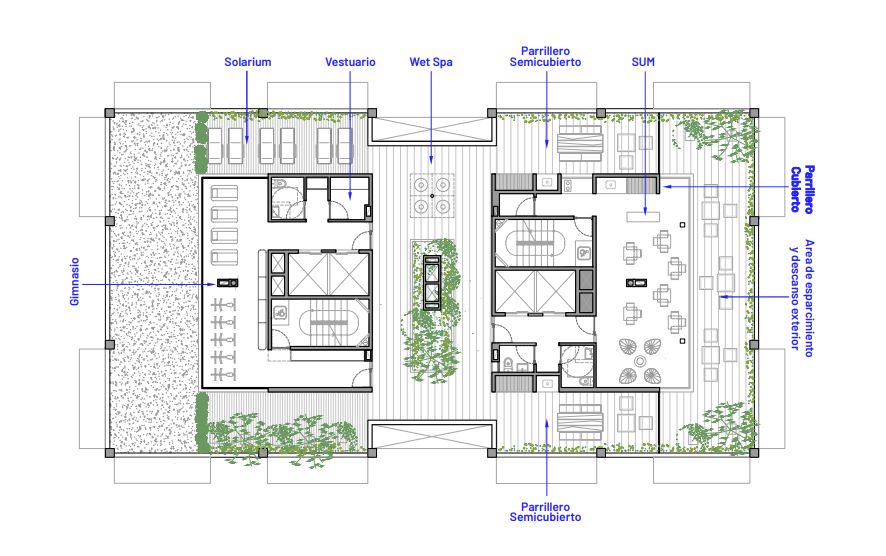 Solarium
Vestuario
Wet Spa
Parrillero
Semicubierto
SUM
Parrillero
Cubierto
Area de esparcimiento
y descanso exterior
Gimnasio
Parrillero
Semicubierto